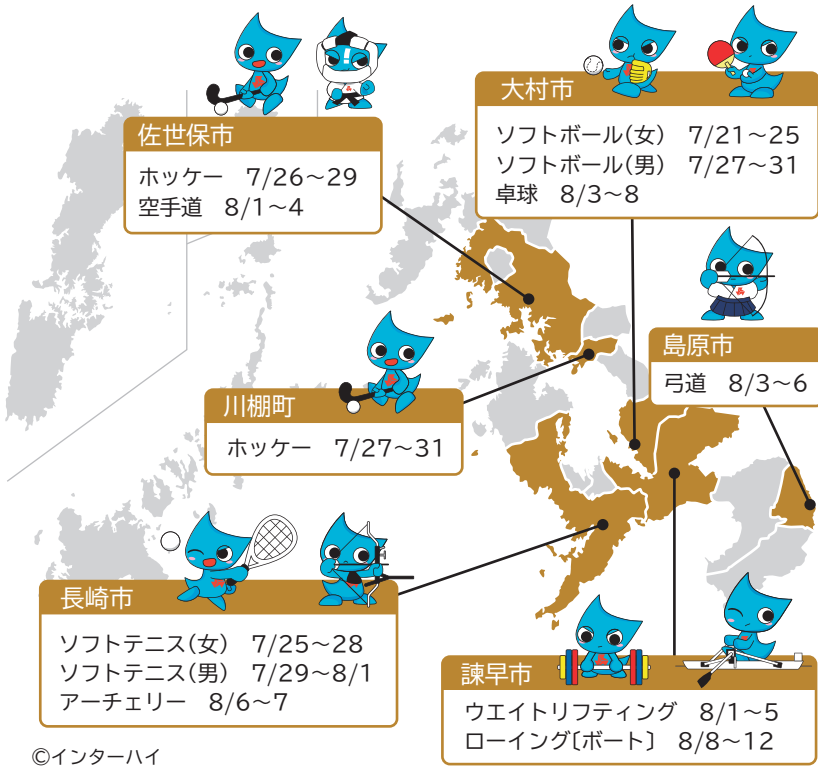 佐世保市
ホッケー 7/26～29
空手道 8/1～4
大村市
ソフトボール(女) 7/21～25
ソフトボール(男) 7/27～31
卓球 8/3～8
島原市
弓道 8/3～6
川棚町
ホッケー 7/27～31
長崎市
ソフトテニス(女) 7/25～28
ソフトテニス(男) 7/29～8/1
アーチェリー 8/6～7
諫早市
ウエイトリフティング 8/1～5
ローイング〔ボート〕 8/8～12
©インターハイ